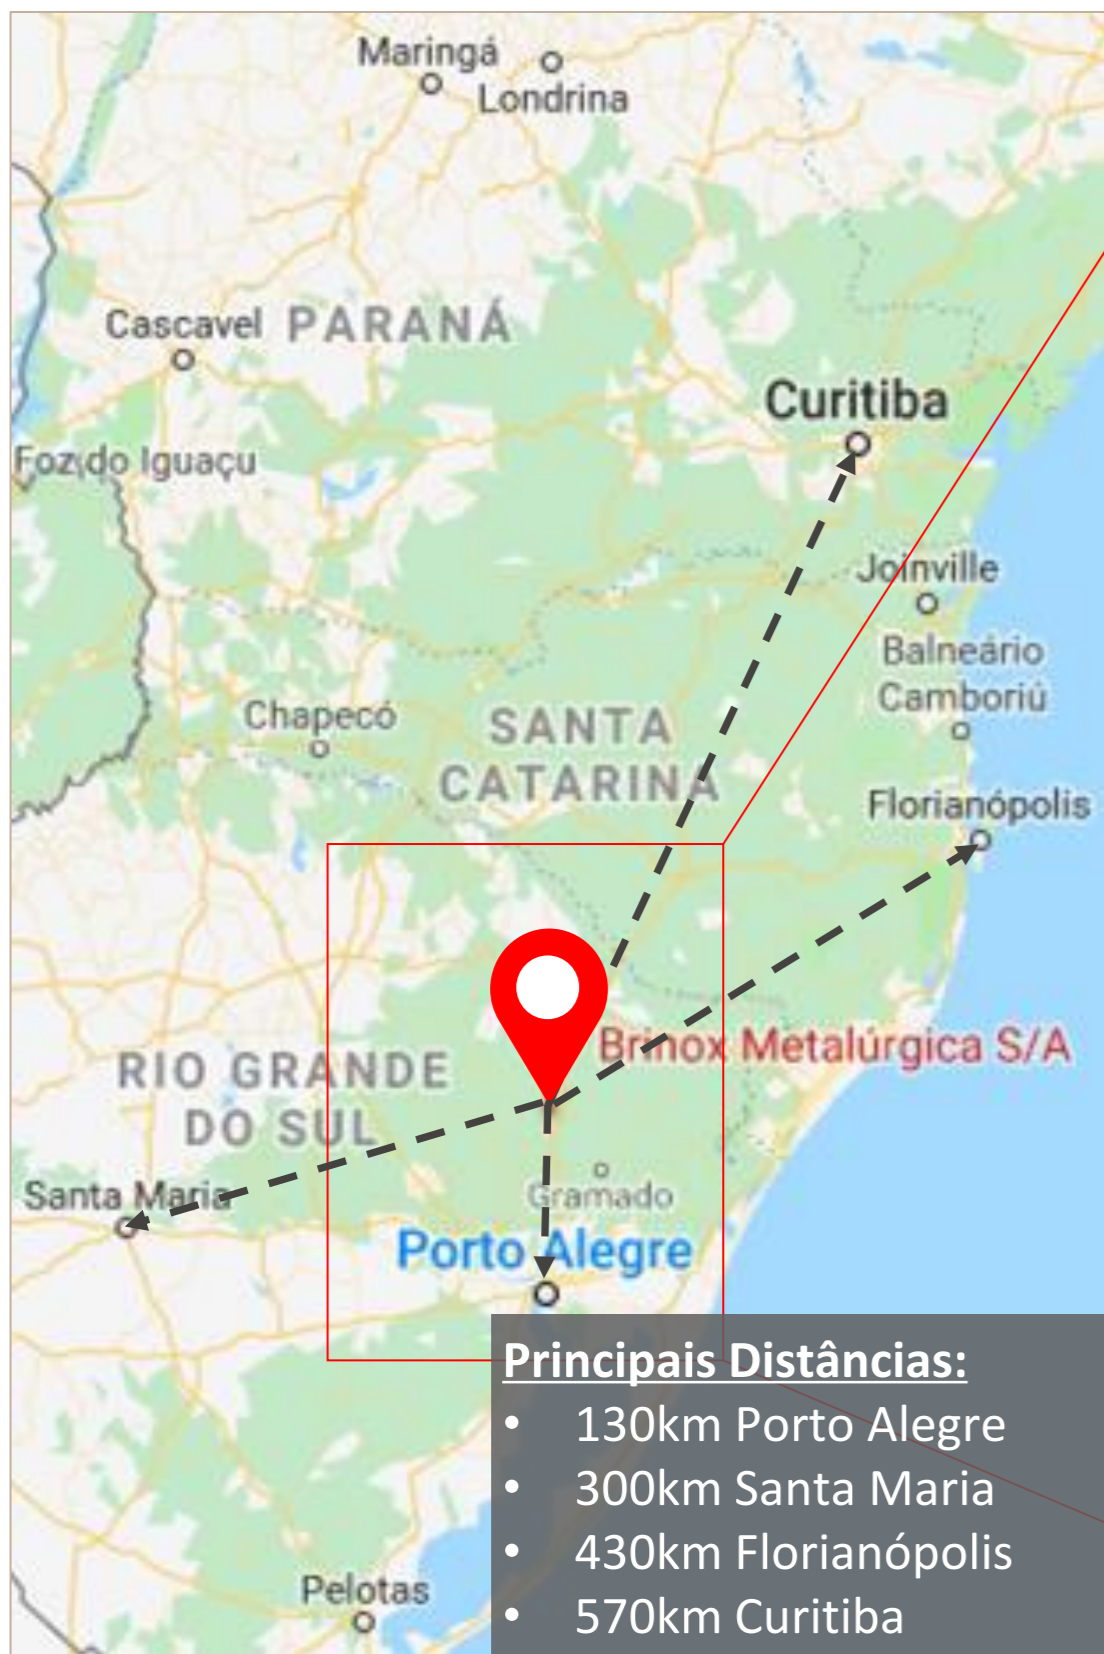 Maringá
Londrina
Cascavel
PARANÁ
Curitiba
Foz do Iguaçu
Joinville
Balneário
Camboriú
Chapecó
SANTA
CATARINA
Florianópolis
Brinox Metalúrgica S/A
RIO GRANDE
DO SUL
Santa Maria
Gramado
Porto Alegre
Principais Distâncias:
• 130km Porto Alegre
• 300km Santa Maria
• 430km Florianópolis
• 570km Curitiba
Pelotas